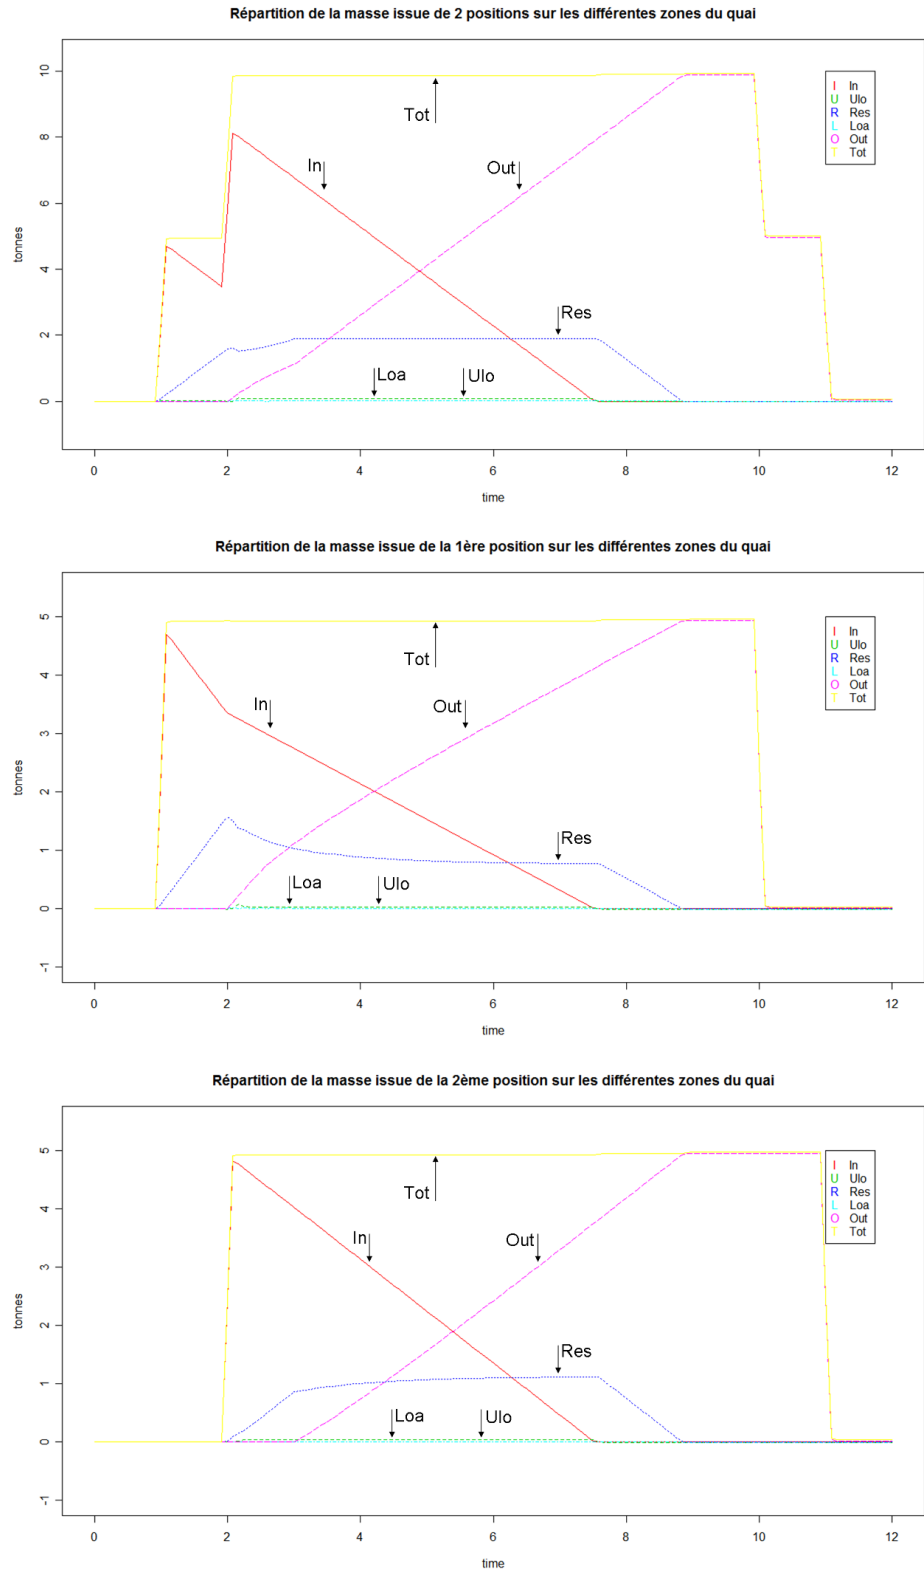 Répartition de la masse issue de 2 positions sur les différentes zones du quai
tonnes
10
8
6
4
2
0
I In
U Ulo
R Res
L Loa
O Out
T Tot
Tot
In
Out
Res
Loa
Ulo
0 2 4 6 8 10 12
time
Répartition de la masse issue de la 1ère position sur les différentes zones du quai
tonnes
5
4
3
2
1
0
-1
I In
U Ulo
R Res
L Loa
O Out
T Tot
Tot
In
Out
Res
Loa
Ulo
0 2 4 6 8 10 12
time
Répartition de la masse issue de la 2ème position sur les différentes zones du quai
tonnes
5
4
3
2
1
0
-1
I In
U Ulo
R Res
L Loa
O Out
T Tot
Tot
In
Out
Res
Loa
Ulo
0 2 4 6 8 10 12
time